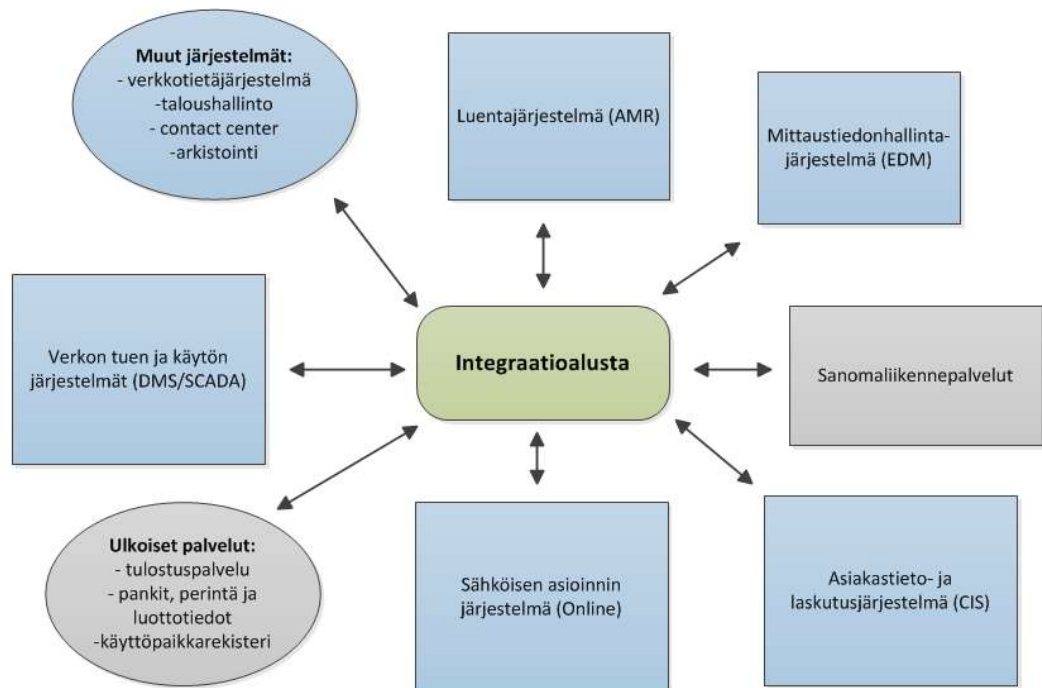 Muut järjestelmät:
- verkkotietäjärjestelmä
-taloushallinto
- contact center
-arkistointi
Luentajärjestelmä (AMR)
Mittaustiedonhallinta-
järjestelmä (EDM)
Verkon tuen ja käytön
järjestelmät (DMS/SCADA)
Integraatioalusta
Sanomaliikennepalvelut
Ulkoiset palvelut:
- tulostuspalvelu
- pankit, perintä ja
luottotiedot
-käyttöpaikkarekisteri
Sähköisen asioinnin
järjestelmä (Online)
Asiakastieto- ja
laskutusjärjestelmä (CIS)